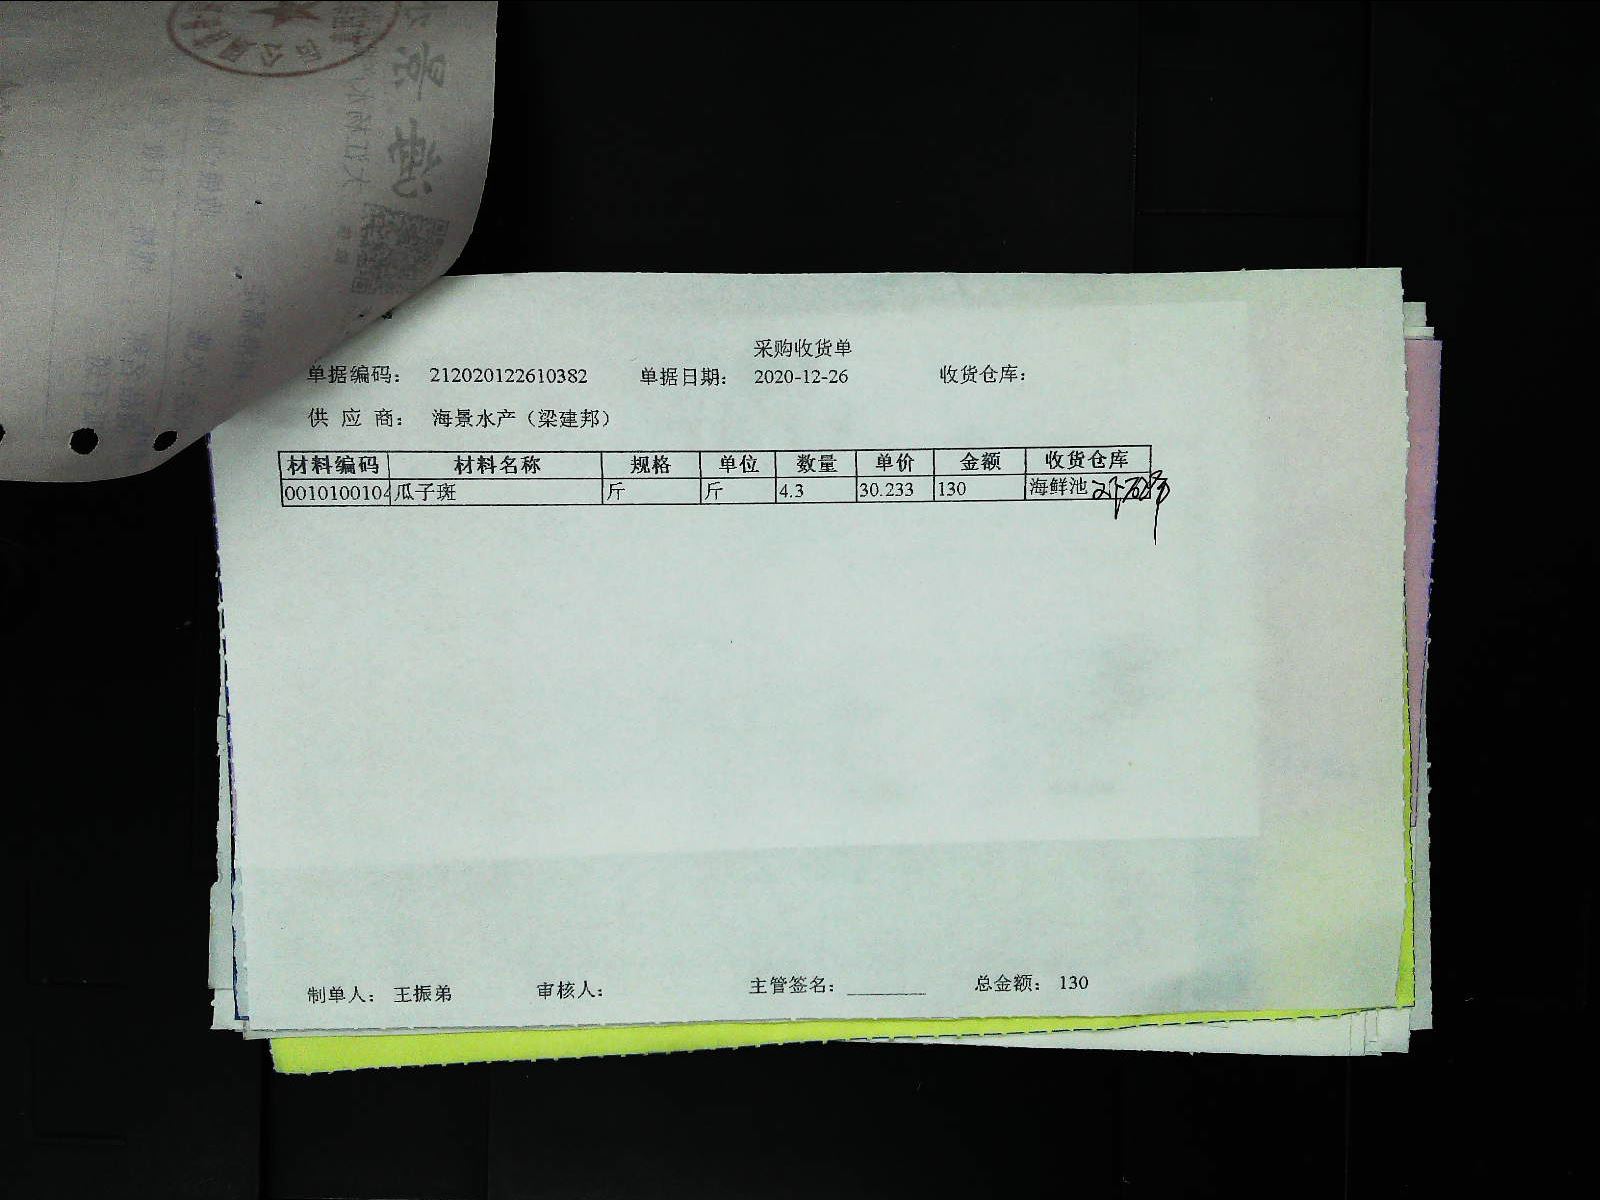 采购收货单
单据编码: 212020122610382 单据日期: 2020-12-26 收货仓库:
供 应 商: 海景水产（梁建邦）
材料编码 材料名称 规格 单位 数量 单价 金额 收货仓库
0010100104 瓜子斑 斤 斤 4.3 30.233 130 海鲜池
制单人: 王振弟 审核人: 主管签名: ________ 总金额: 130